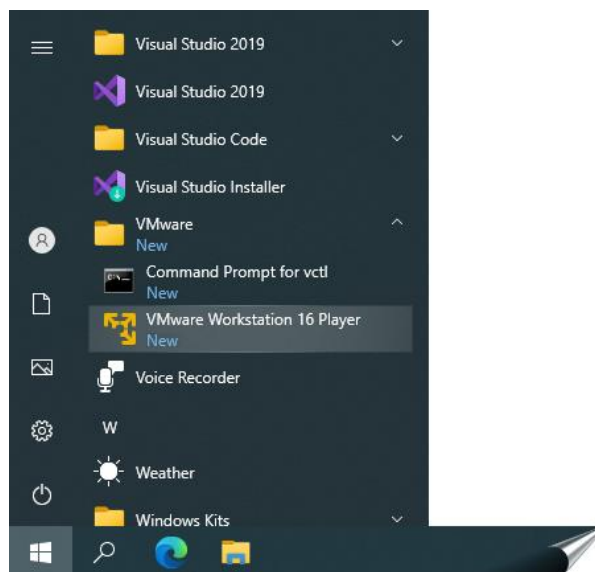 Visual Studio 2019
Visual Studio 2019
Visual Studio Code
Visual Studio Installer
VMware
New
Command Prompt for vctl
New
VMware Workstation 16 Player
New
Voice Recorder
W
Weather
Windows Kits